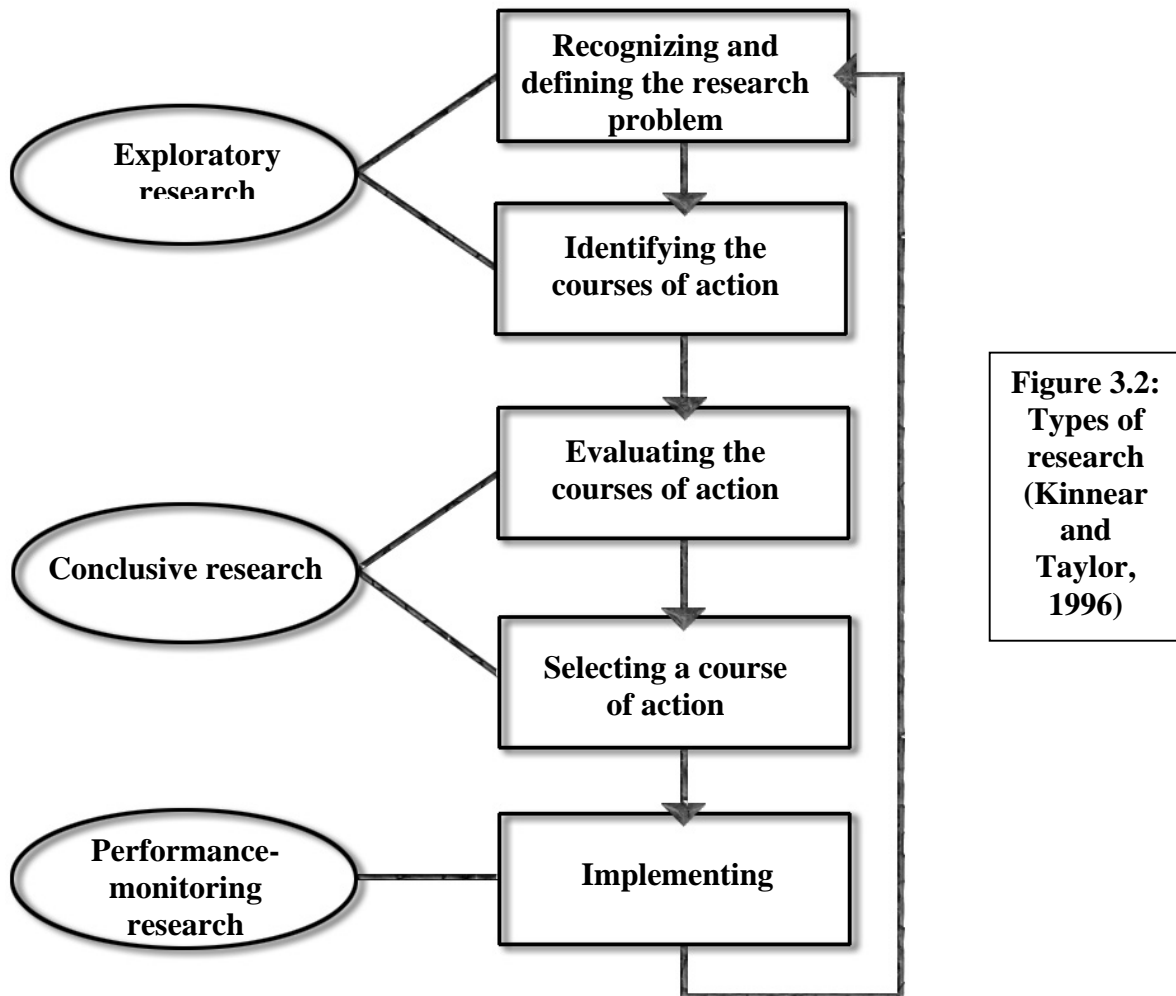 Recognizing and
defining the research
problem
Exploratory
research
Identifying the
courses of action
Evaluating the
courses of action
Conclusive research
Selecting a course
of action
Performance-
monitoring
research
Implementing
Figure 3.2:
Types of
research
(Kinnear
and
Taylor,
1996)